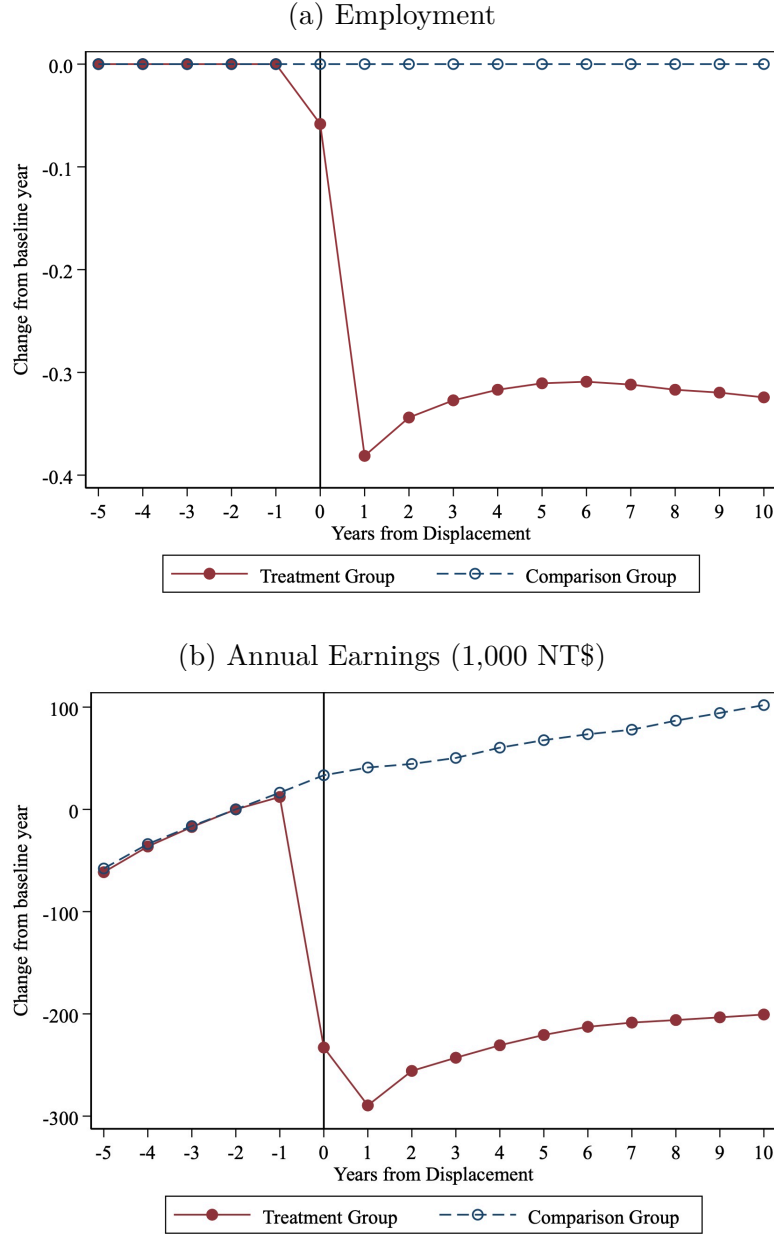 (a) Employment
Change from baseline year
0.0
-0.1
-0.2
-0.3
-0.4
-5 -4 -3 -2 -1 0 1 2 3 4 5 6 7 8 9 10
Years from Displacement
Treatment Group Comparison Group
(b) Annual Earnings (1,000 NT$)
Change from baseline year
100
0
-100
-200
-300
-5 -4 -3 -2 -1 0 1 2 3 4 5 6 7 8 9 10
Years from Displacement
Treatment Group Comparison Group